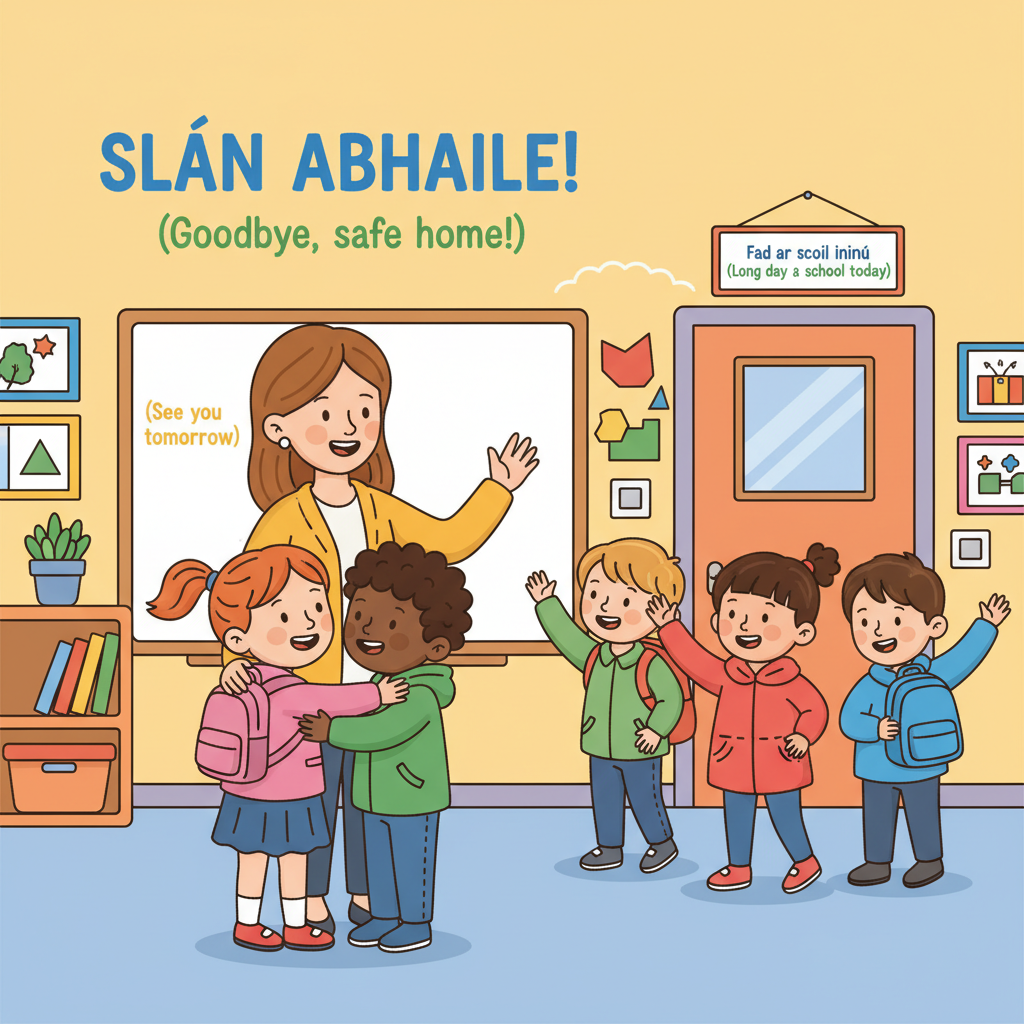 SLÁN ABHAILE!
(Goodbye, safe home!)
Fad ar scoil ininú
(Long day a school today)
(See you
tomorrow)